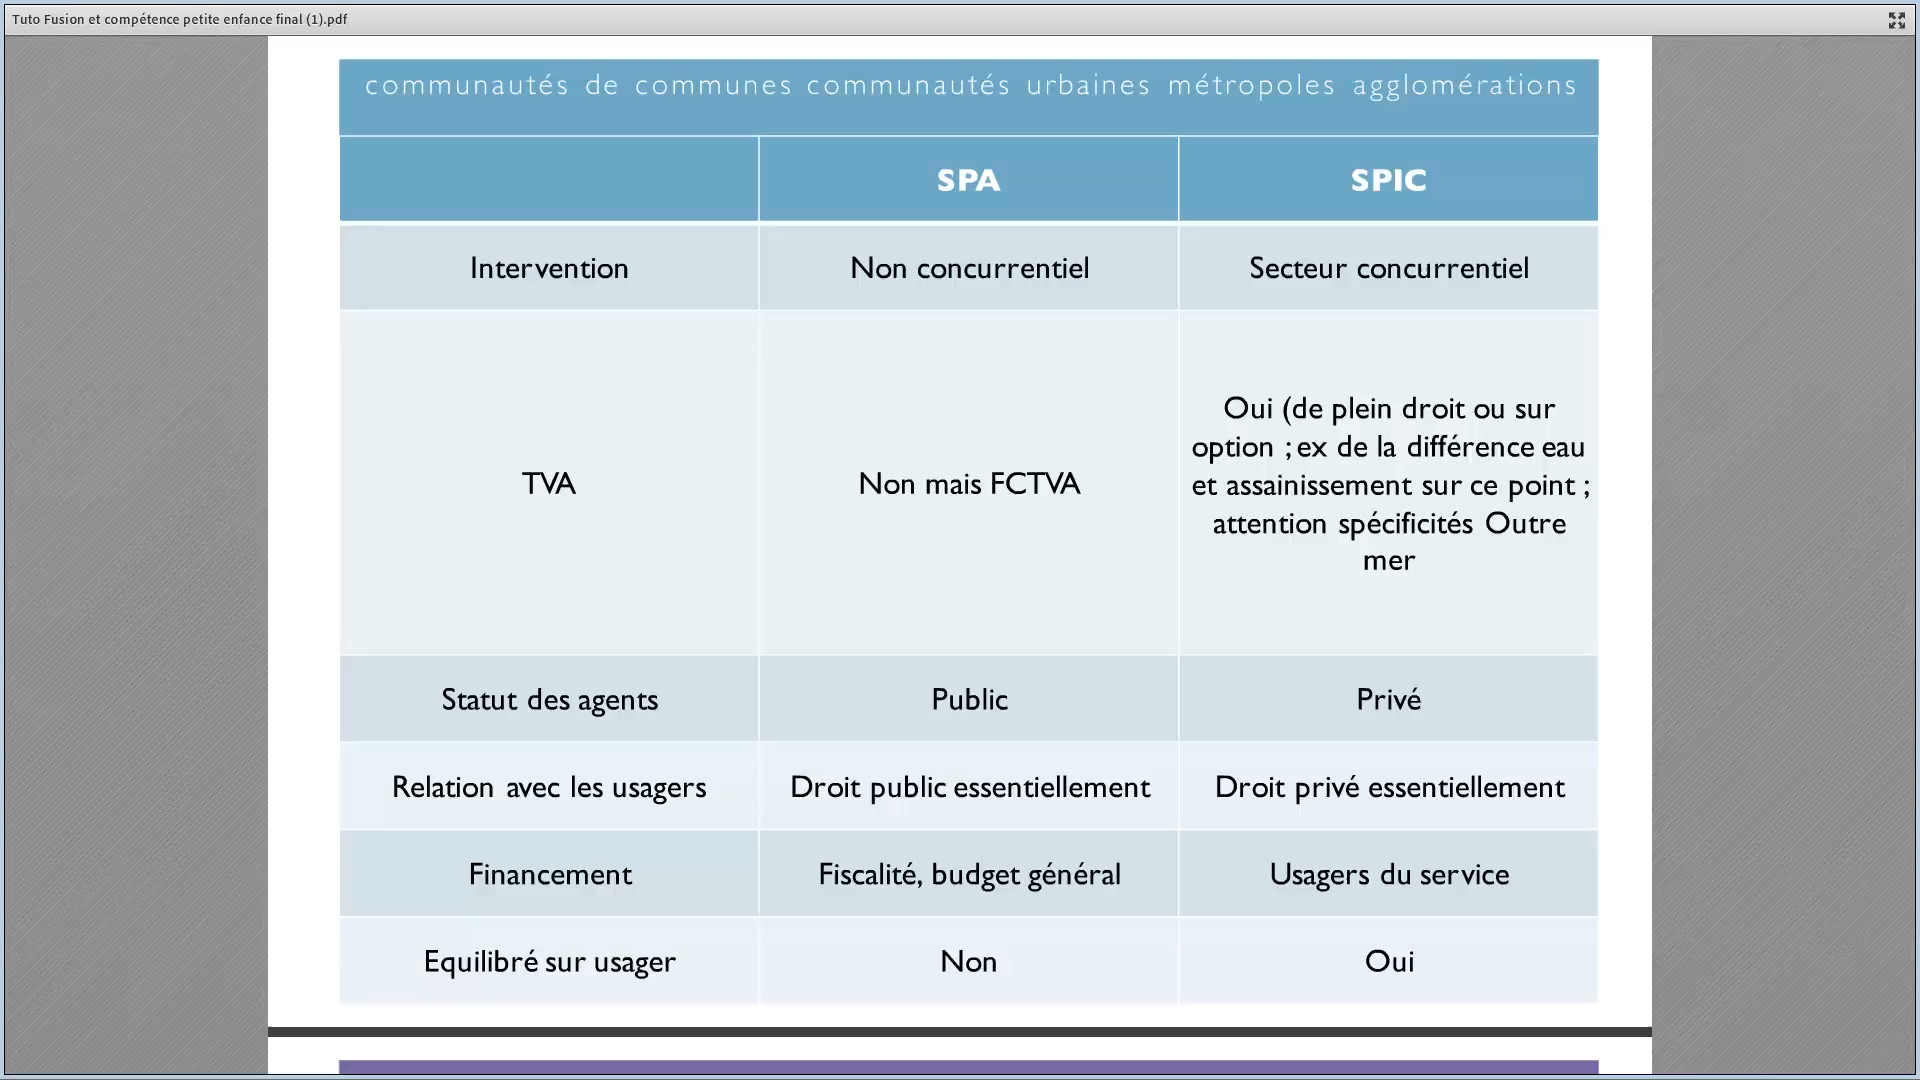 Tuto Fusion et compétence petite enfance final (1).pdf
communautés de communes communautés urbaines métropoles agglomérations
SPA SPIC
Intervention Non concurrentiel Secteur concurrentiel
TVA Non mais FCTVA
Oui (de plein droit ou sur
option ; ex de la différence eau
et assainissement sur ce point ;
attention spécificités Outre
mer
Statut des agents Public Privé
Relation avec les usagers Droit public essentiellement Droit privé essentiellement
Financement Fiscalité, budget général Usagers du service
Equilibré sur usager Non Oui